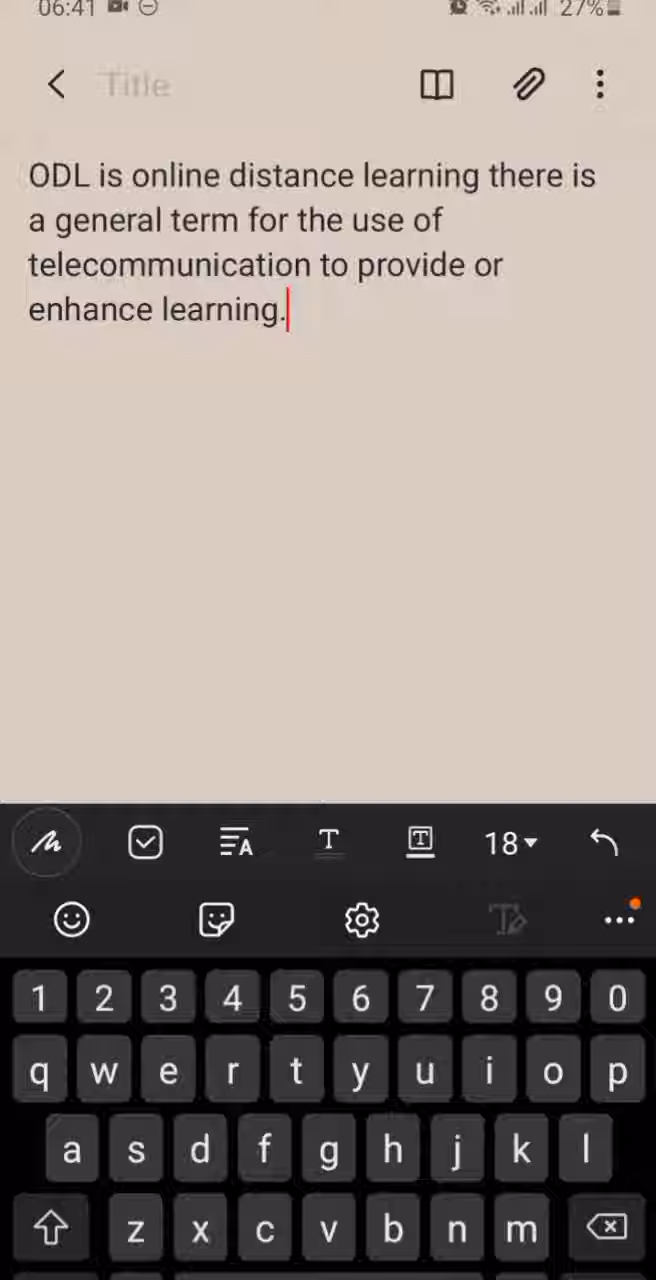 06:41 27%
Title
ODL is online distance learning there is
a general term for the use of
telecommunication to provide or
enhance learning.
18
1 2 3 4 5 6 7 8 9 0
q w e r t y u i o p
a s d f g h j k l
z x c v b n m